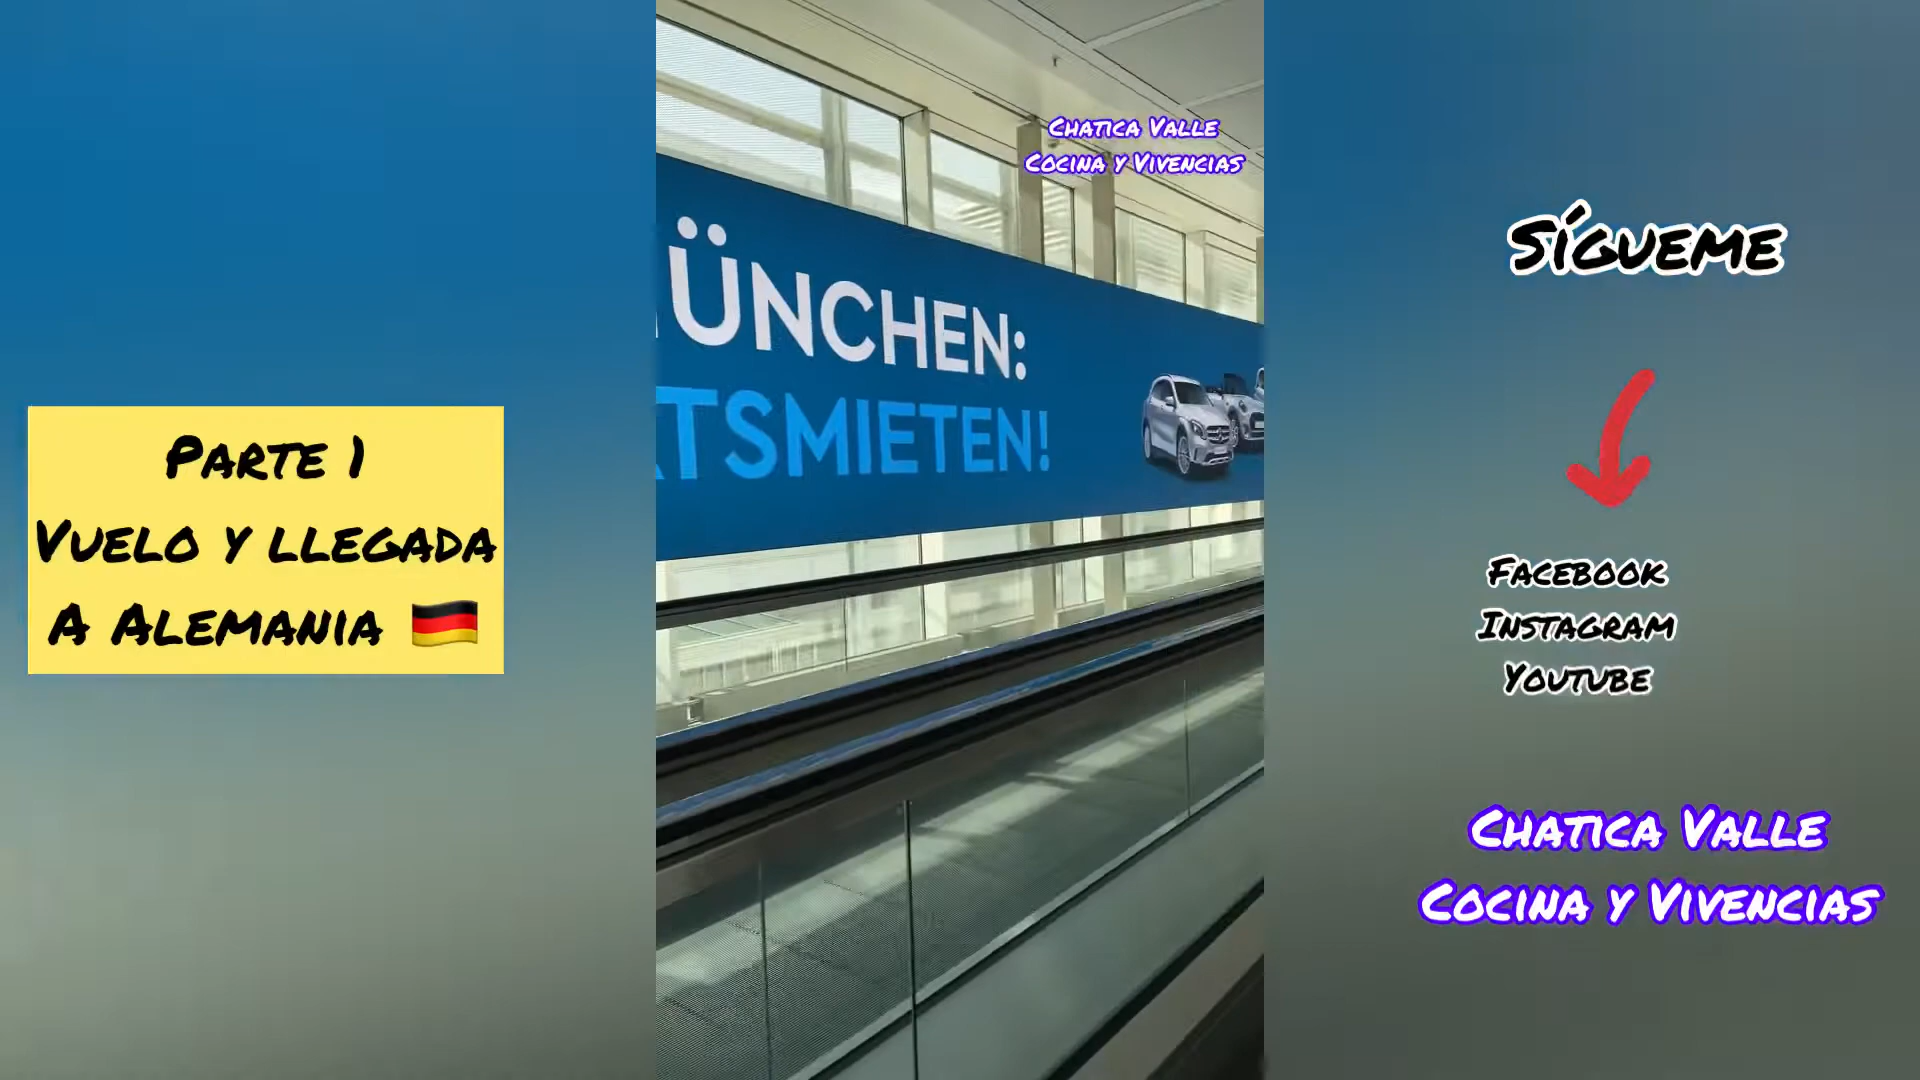 Parte 1
Vuelo y llegada
a Alemania 🇩🇪
Chatica Valle
Cocina y Vivencias
ÜNCHEN:
TSMIETEN!
Sígueme
Facebook
Instagram
Youtube
Chatica Valle
Cocina y Vivencias